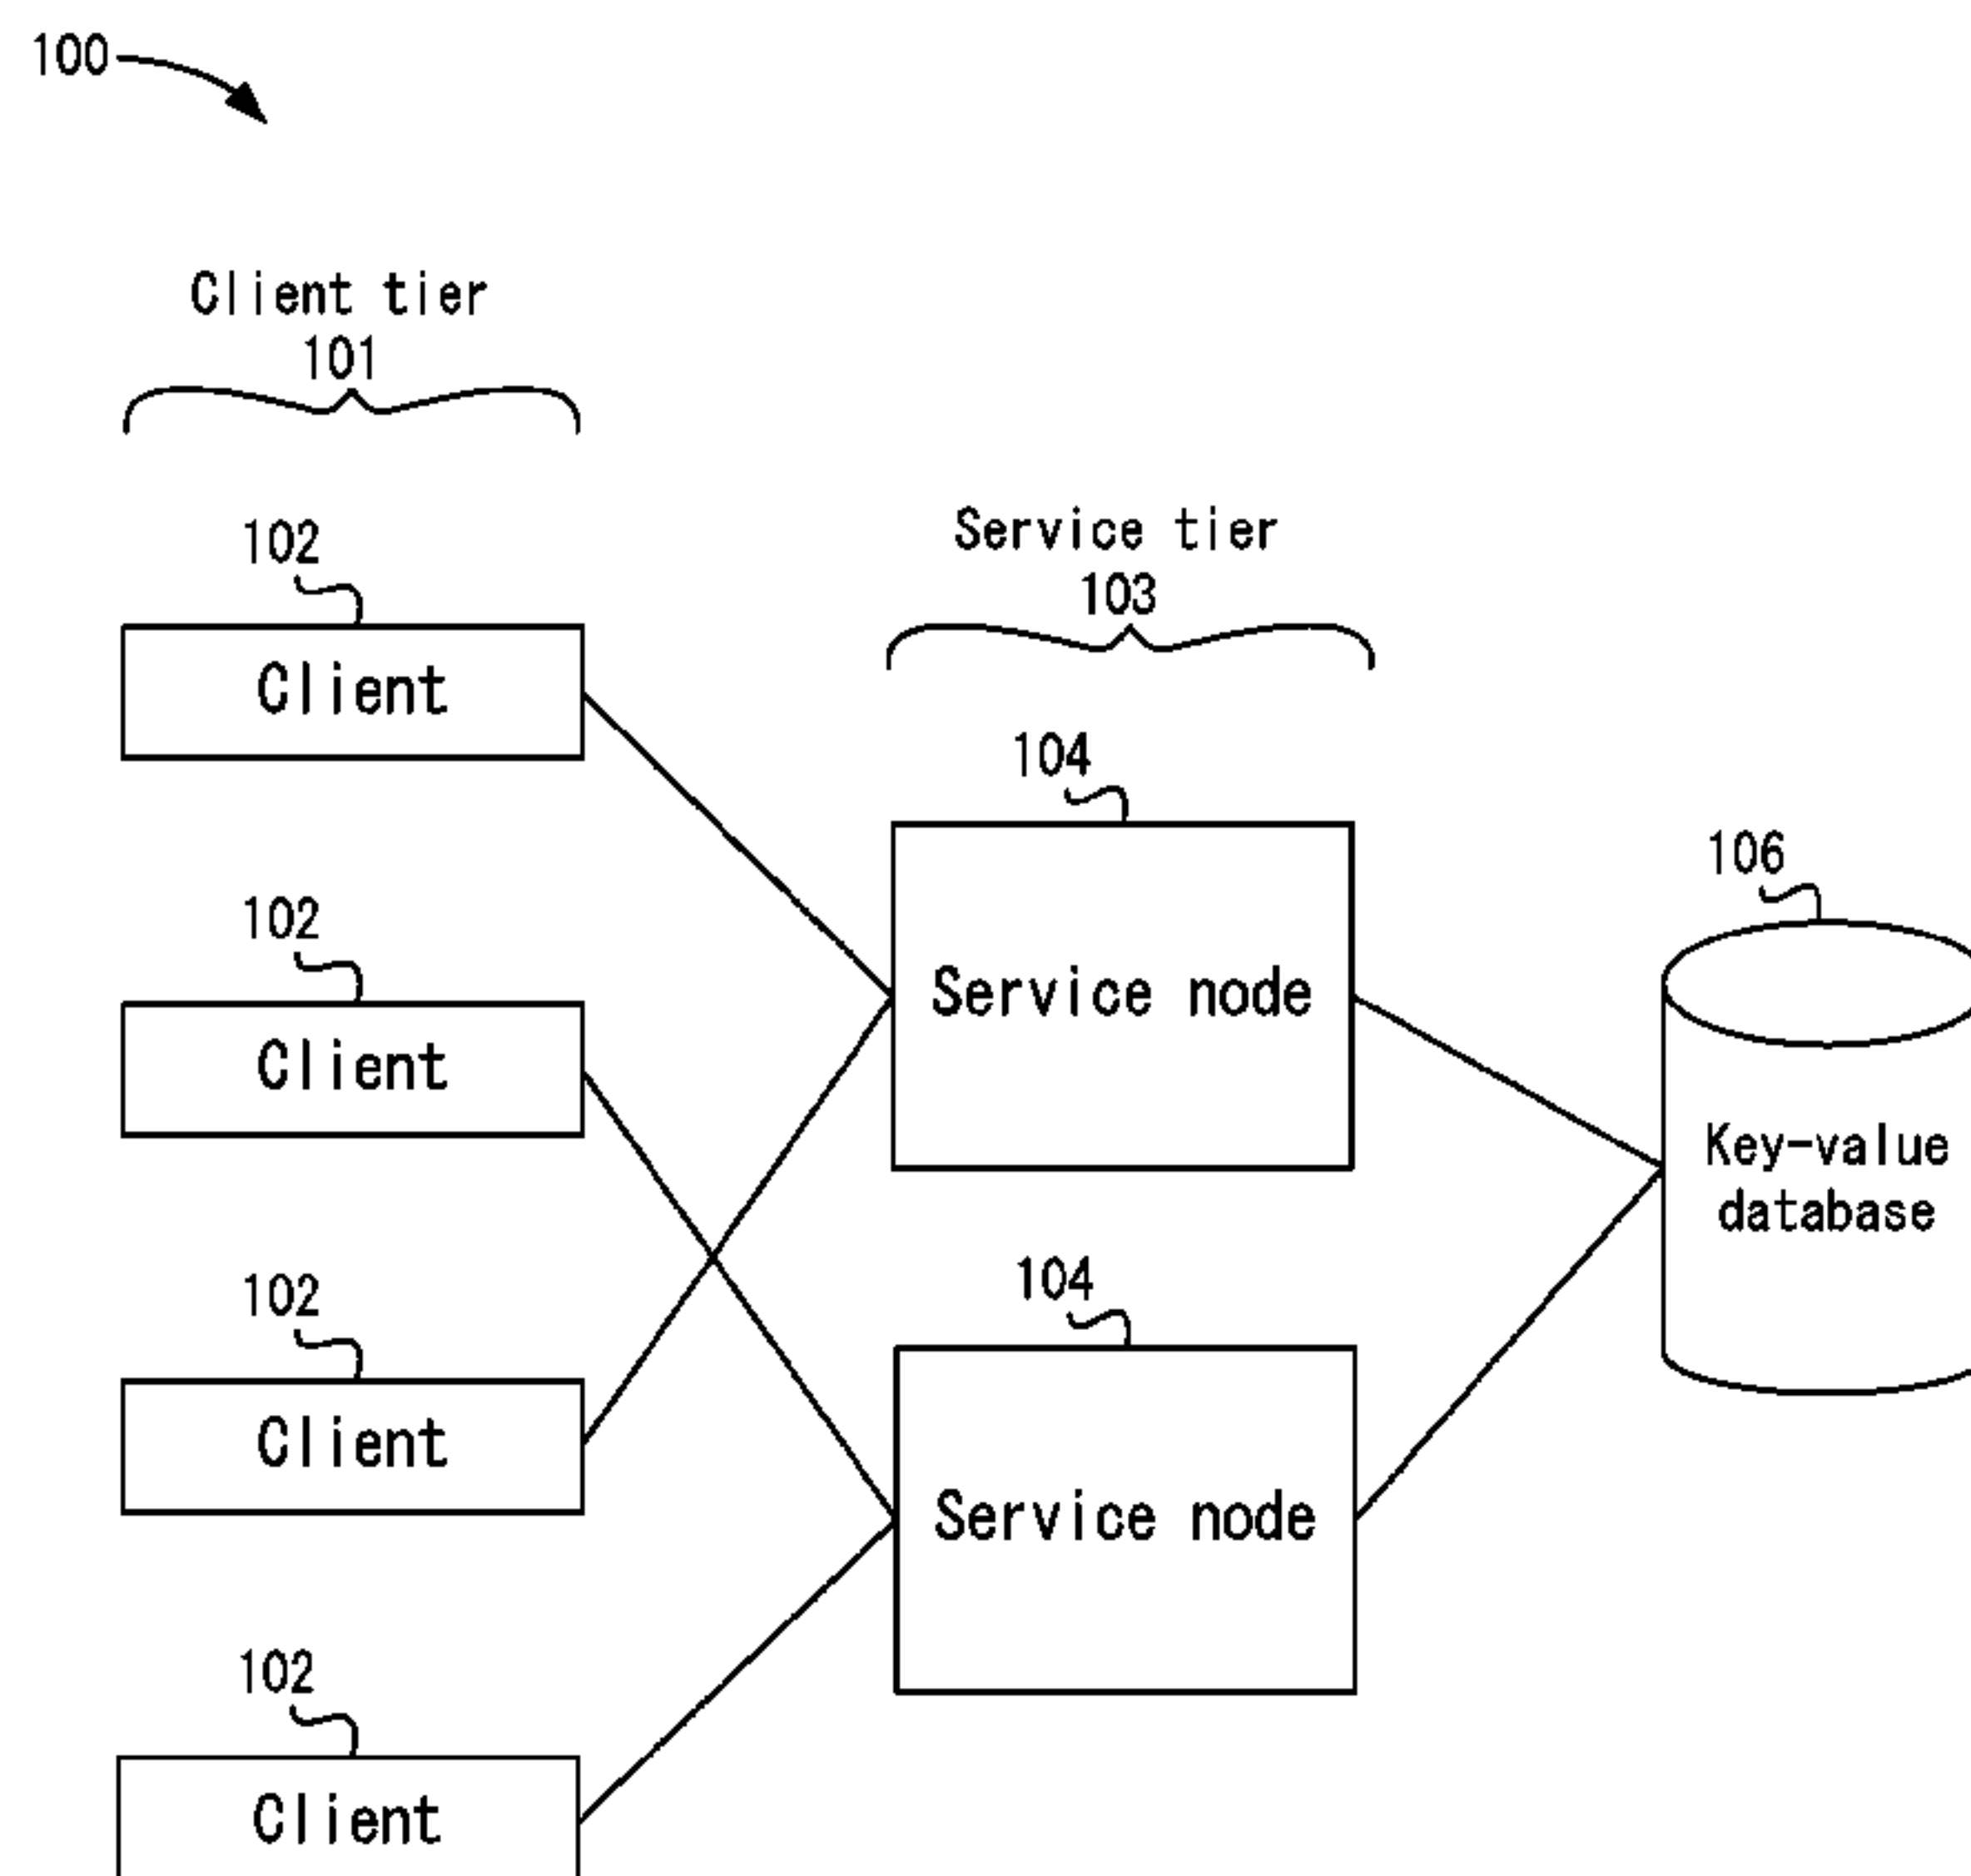 100
Client tier
101
102
Client
102
Client
102
Client
102
Client
Service tier
103
104
Service node
104
Service node
106
Key-value
database